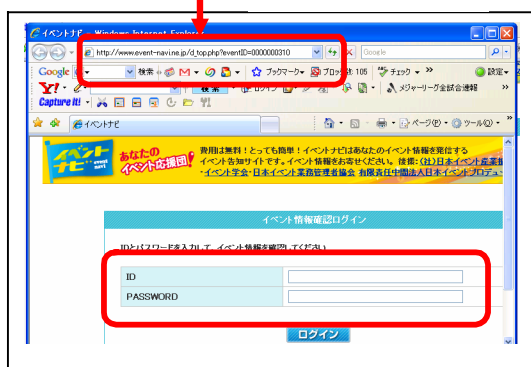 イベントナビ - Windows Internet Explorer
http://www.event-navine.jp/d_top.php?eventID=0000000310
Google
Google
検索
ブックマーク
ブロック数: 105
チェック
設定
Y!
検索
ログイン
メジャーリーグ全試合速報
Capture It!
イベントナビ
ページ(P)
ツール(O)
イベントナビ event navi
あなたのイベント応援団!
費用は無料!とっても簡単!イベントナビはあなたのイベント情報を発信する
イベント告知サイトです。イベント情報をお寄せください。後援:(社)日本イベント産業振
・イベント学会・日本イベント業務管理者協会 有限責任中間法人日本イベントプロデュー
イベント情報確認ログイン
IDとパスワードを入力して、イベント情報を確認してください
ID
PASSWORD
ログイン